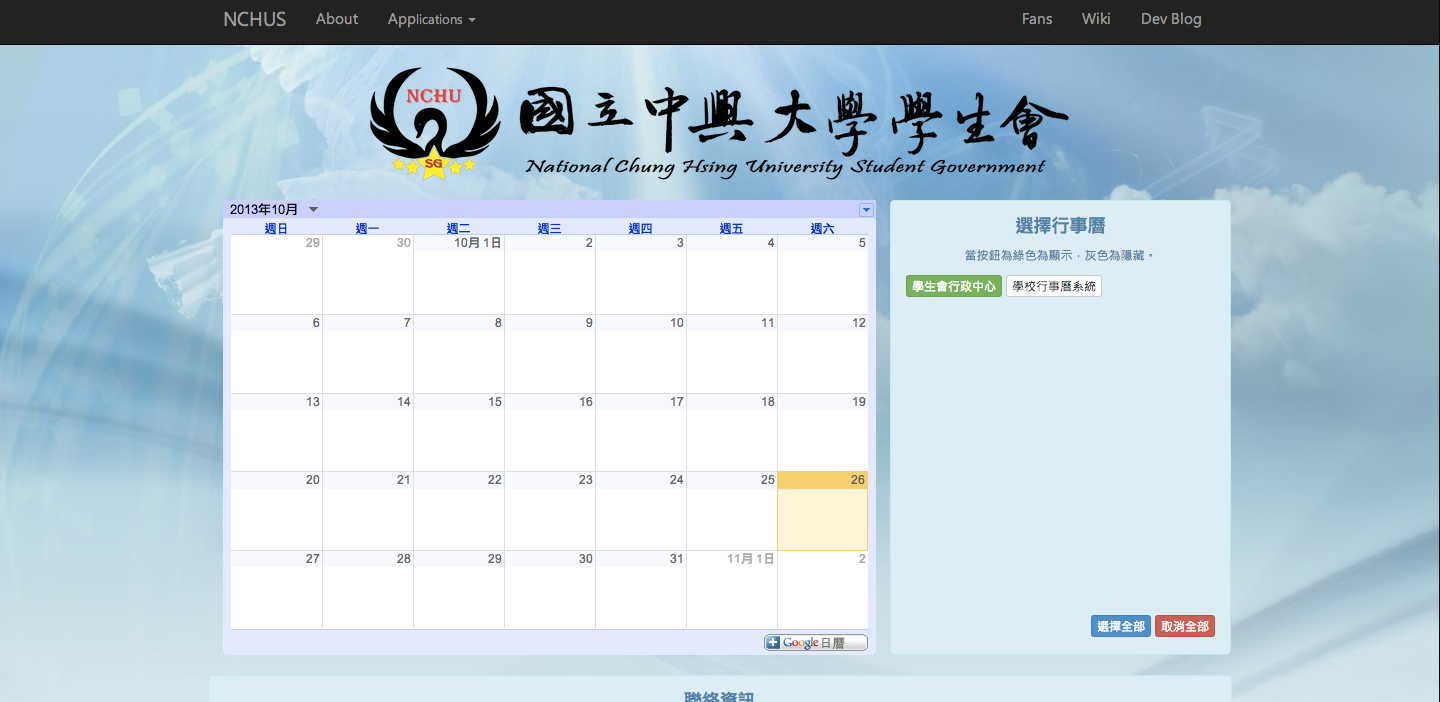 NCHUS About Applications Fans Wiki Dev Blog
NCHU
SG
國立中興大學學生會
National Chung Hsing University Student Government
2013年10月
週日 週一 週二 週三 週四 週五 週六
29 30 10月 1日 2 3 4 5
6 7 8 9 10 11 12
13 14 15 16 17 18 19
20 21 22 23 24 25 26
27 28 29 30 31 11月 1日 2
Google日曆
選擇行事曆
當按鈕為綠色為顯示，灰色為隱藏。
學生會行政中心 學校行事曆系統
選擇全部 取消全部
聯絡資訊